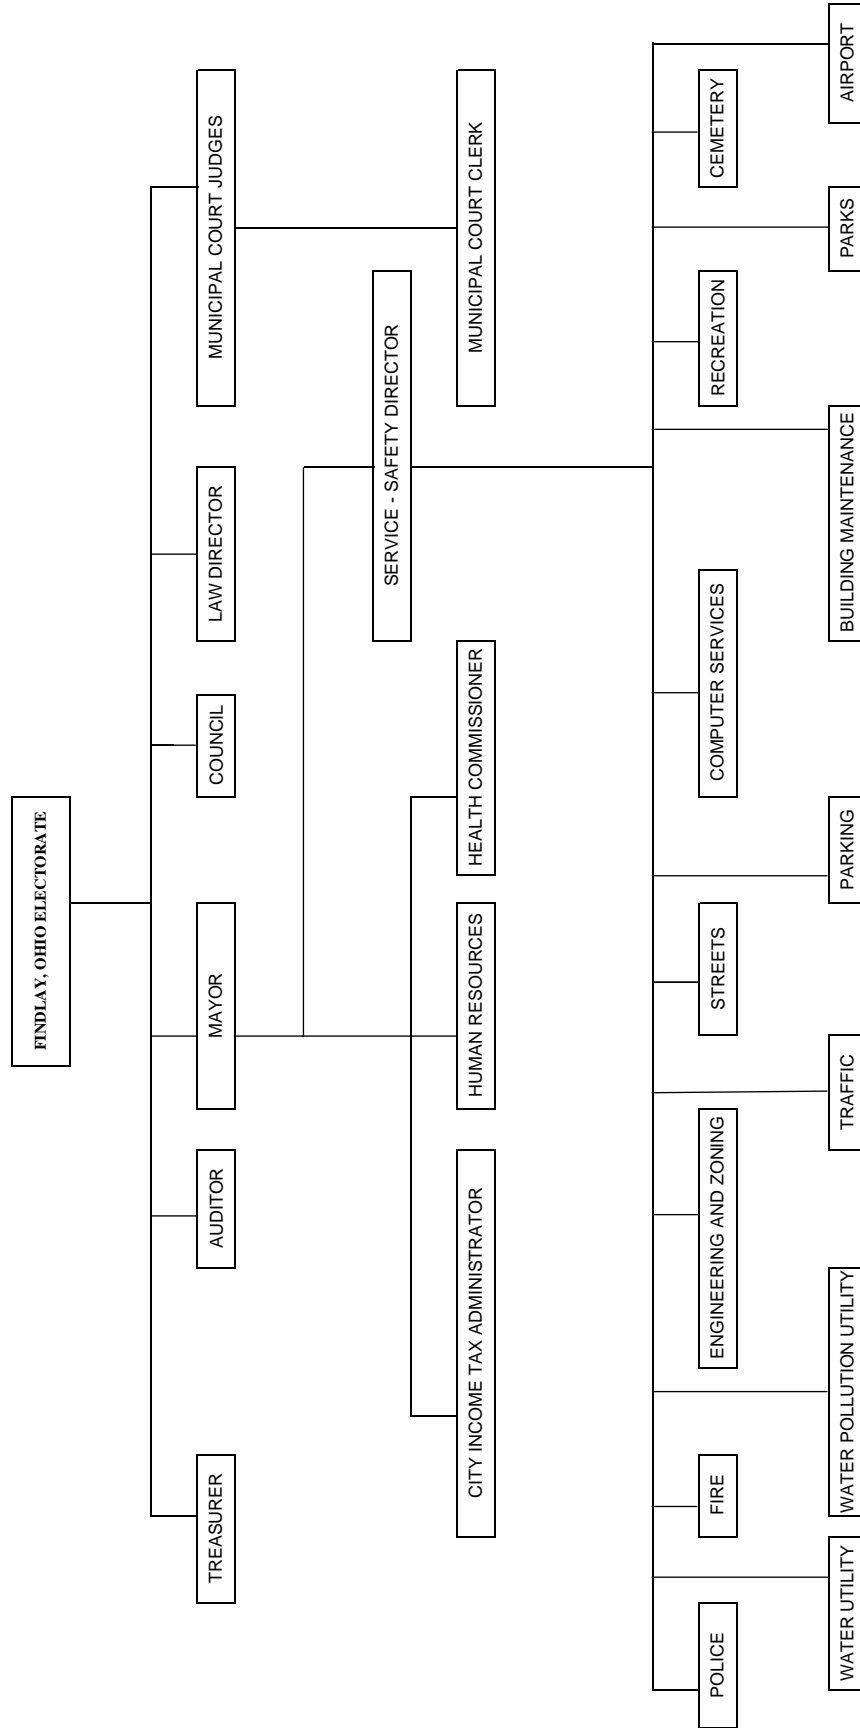 FINDLAY, OHIO ELECTORATE
TREASURER
AUDITOR
MAYOR
COUNCIL
LAW DIRECTOR
MUNICIPAL COURT JUDGES
SERVICE - SAFETY DIRECTOR
CITY INCOME TAX ADMINISTRATOR
HUMAN RESOURCES
HEALTH COMMISSIONER
MUNICIPAL COURT CLERK
POLICE
FIRE
ENGINEERING AND ZONING
STREETS
COMPUTER SERVICES
RECREATION
CEMETERY
WATER UTILITY
WATER POLLUTION UTILITY
TRAFFIC
PARKING
BUILDING MAINTENANCE
PARKS
AIRPORT